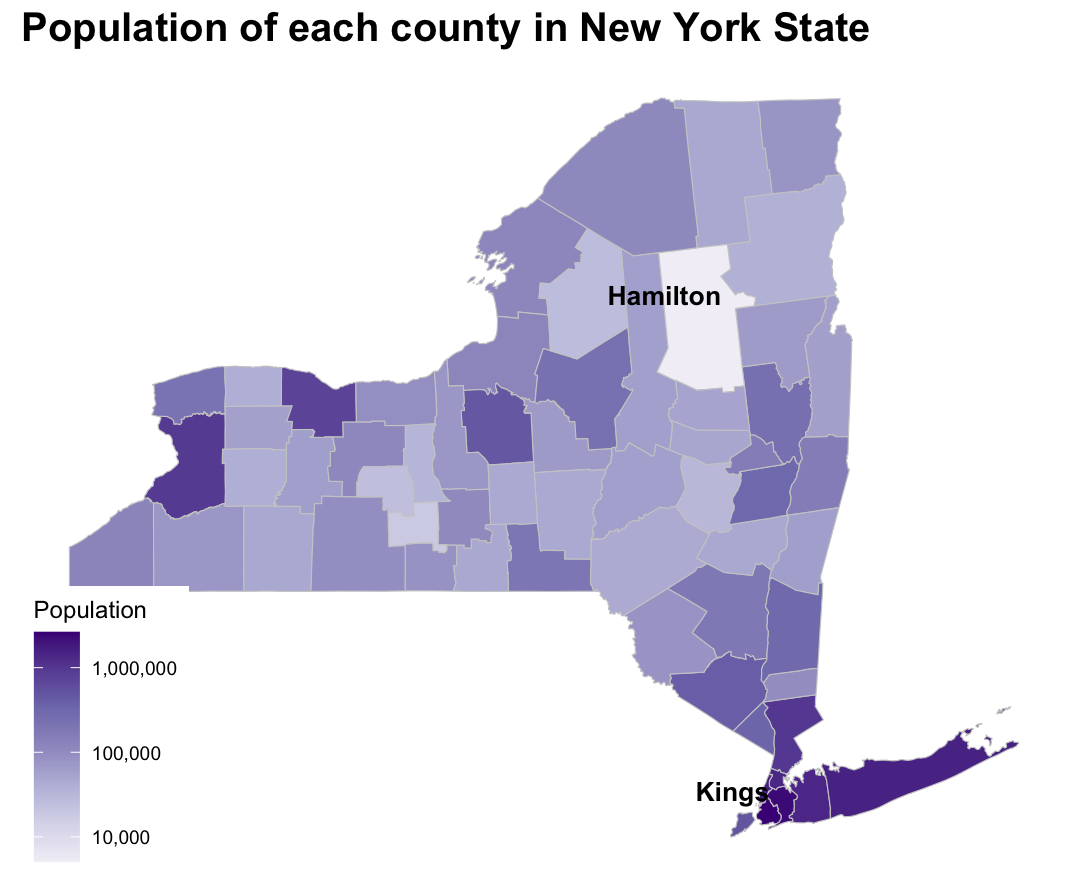 Population of each county in New York State
Hamilton
Population
1,000,000
100,000
Kings
10,000